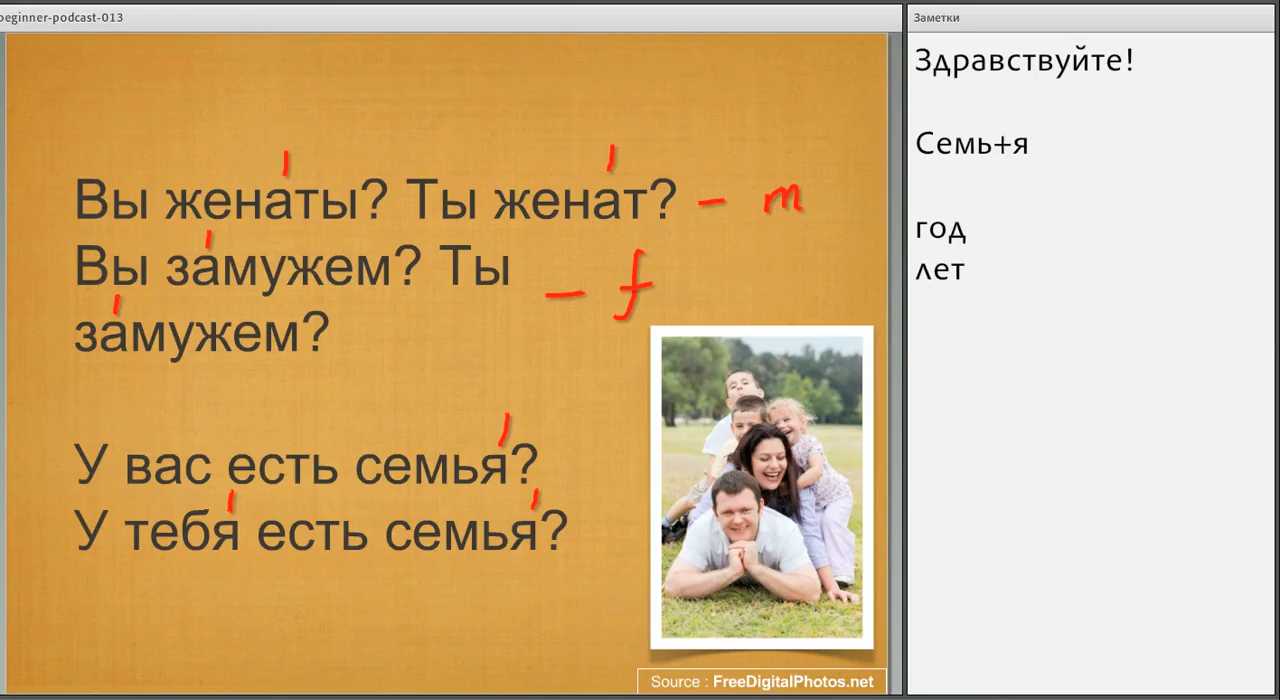 beginner-podcast-013
Заметки
Вы женаты? Ты женат? – m
Вы замужем? Ты – f
замужем?
У вас есть семья?
У тебя есть семья?
Source : FreeDigitalPhotos.net
Здравствуйте!
Семь+я
год
лет